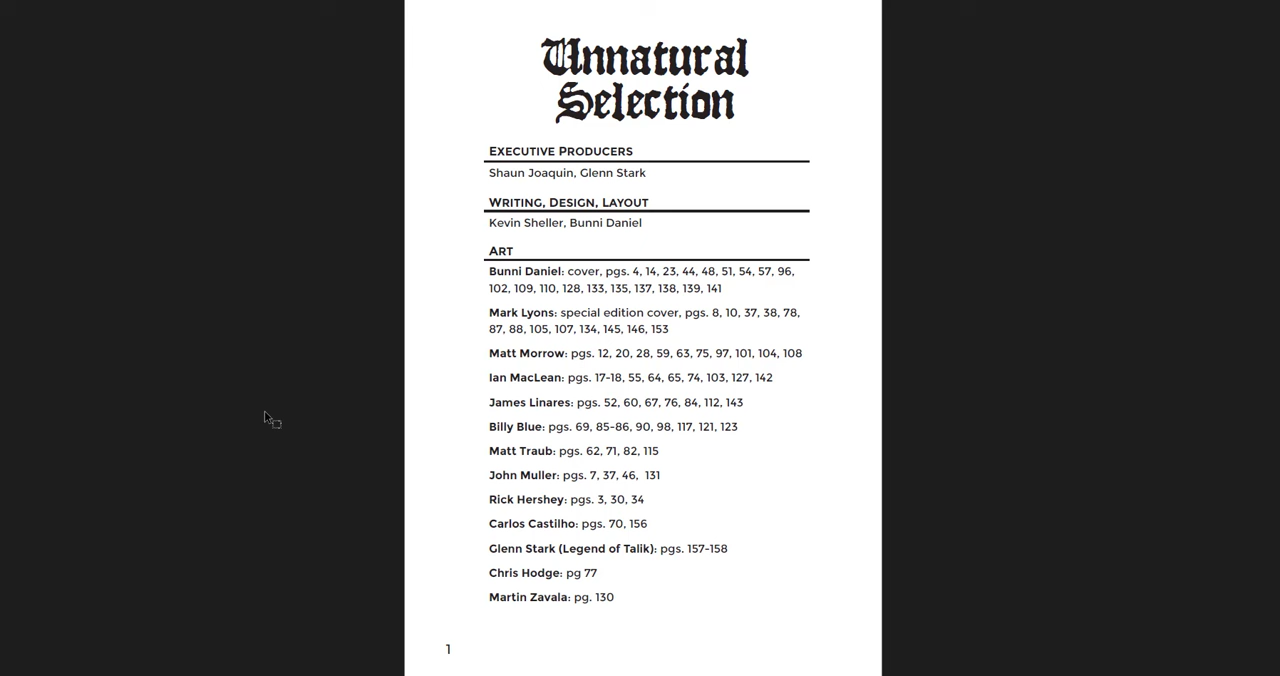 Unnatural
Selection
Executive Producers
Shaun Joaquin, Glenn Stark
Writing, Design, Layout
Kevin Sheller, Bunni Daniel
Art
Bunni Daniel: cover, pgs. 4, 14, 23, 44, 48, 51, 54, 57, 96,
102, 109, 110, 128, 133, 135, 137, 138, 139, 141
Mark Lyons: special edition cover, pgs. 8, 10, 37, 38, 78,
87, 88, 105, 107, 134, 145, 146, 153
Matt Morrow: pgs. 12, 20, 28, 59, 63, 75, 97, 101, 104, 108
Ian MacLean: pgs. 17-18, 55, 64, 65, 74, 103, 127, 142
James Linares: pgs. 52, 60, 67, 76, 84, 112, 143
Billy Blue: pgs. 69, 85-86, 90, 98, 117, 121, 123
Matt Traub: pgs. 62, 71, 82, 115
John Muller: pgs. 7, 37, 46,  131
Rick Hershey: pgs. 3, 30, 34
Carlos Castilho: pgs. 70, 156
Glenn Stark (Legend of Talik): pgs. 157-158
Chris Hodge: pg 77
Martin Zavala: pg. 130
1